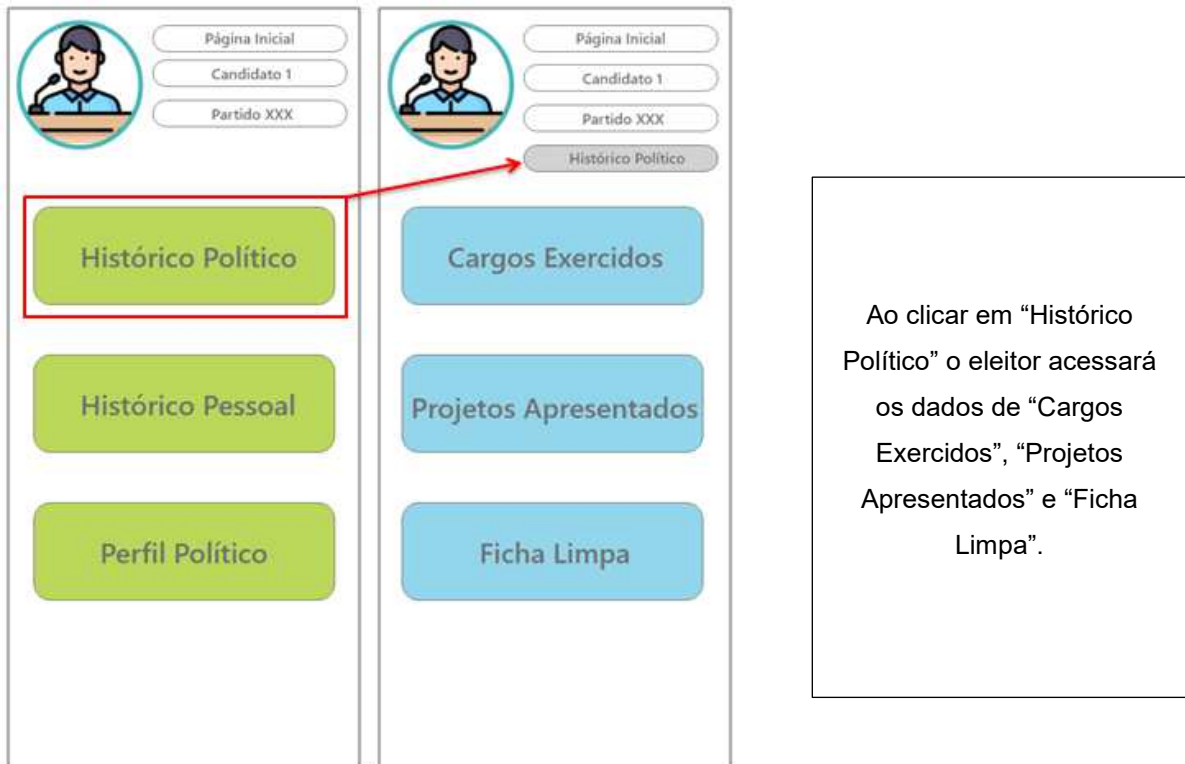 Página Inicial
Candidato 1
Partido XXX
Histórico Político
Histórico Pessoal
Perfil Político
Página Inicial
Candidato 1
Partido XXX
Histórico Político
Cargos Exercidos
Projetos Apresentados
Ficha Limpa
Ao clicar em “Histórico
Político” o eleitor acessará
os dados de “Cargos
Exercidos”, “Projetos
Apresentados” e “Ficha
Limpa”.